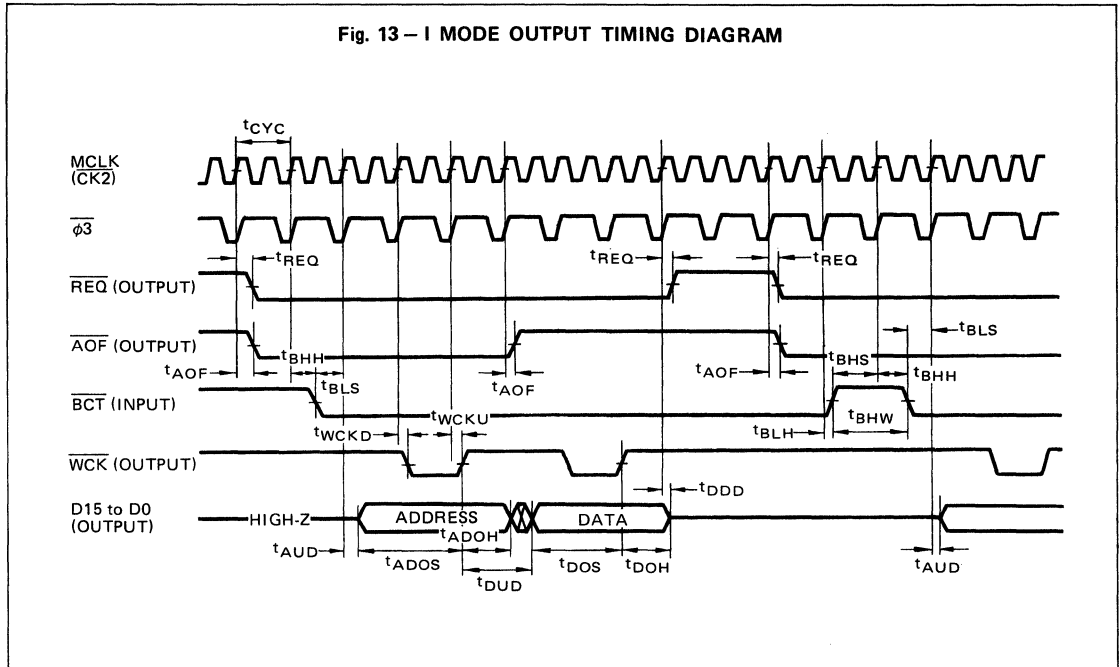 Fig. 13 – I MODE OUTPUT TIMING DIAGRAM
tCYC
MCLK
(CK2)
φ3
tREQ
tREQ
tREQ
REQ (OUTPUT)
AOF (OUTPUT)
tBHH
tBLS
tBHS
tBLS
tBHH
tAOF
tAOF
tAOF
BCT (INPUT)
tWCKU
tBHW
tWCKD
tBLH
WCK (OUTPUT)
tDDD
D15 to D0
(OUTPUT)
HIGH-Z
ADDRESS
DATA
tADOH
tAUD
tADOS
tDUD
tDOS
tDOH
tAUD